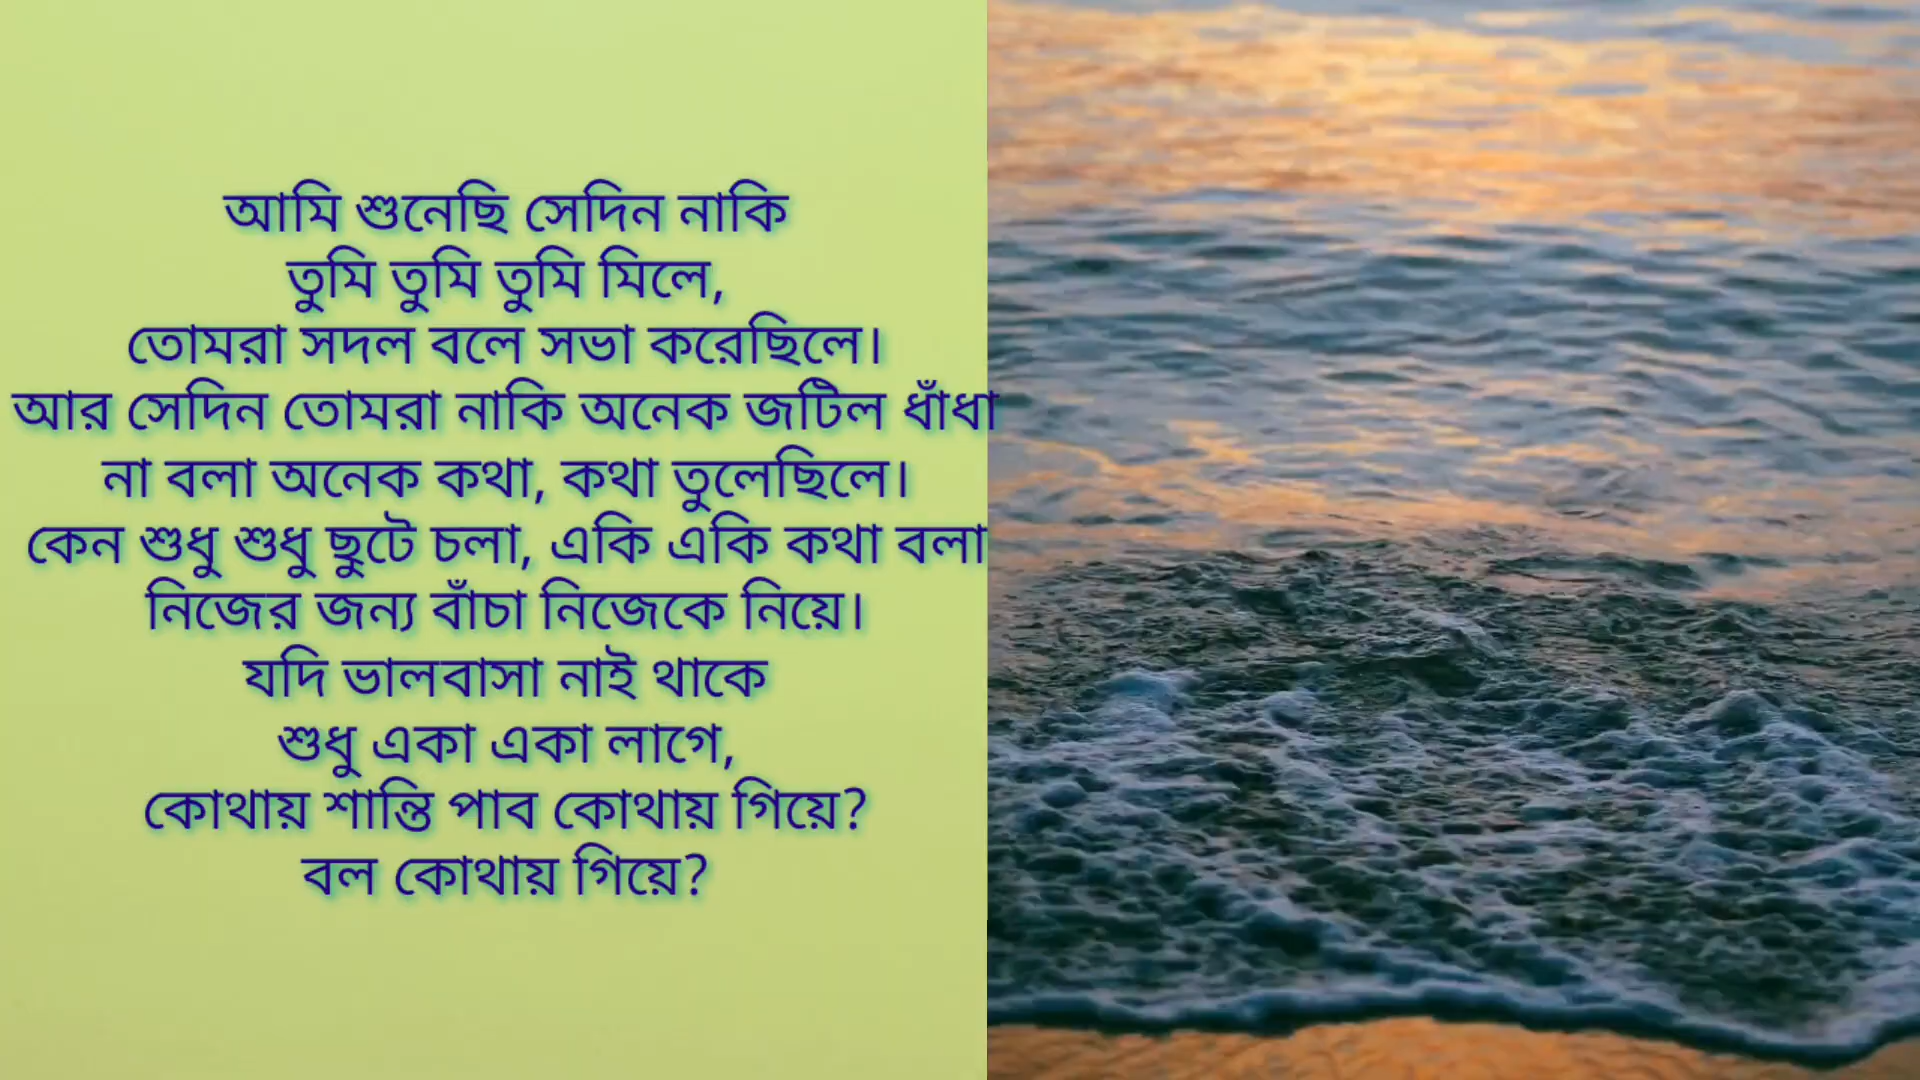 আমি শুনেছি সেদিন নাকি
তুমি তুমি তুমি মিলে,
তোমরা সদল বলে সভা করেছিলে।
আর সেদিন তোমরা নাকি অনেক জটিল ধাঁধা
না বলা অনেক কথা, কথা তুলেছিলে।
কেন শুধু শুধু ছুটে চলা, একি একি কথা বলা
নিজের জন্য বাঁচা নিজেকে নিয়ে।
যদি ভালবাসা নাই থাকে
শুধু একা একা লাগে,
কোথায় শান্তি পাব কোথায় গিয়ে?
বল কোথায় গিয়ে?